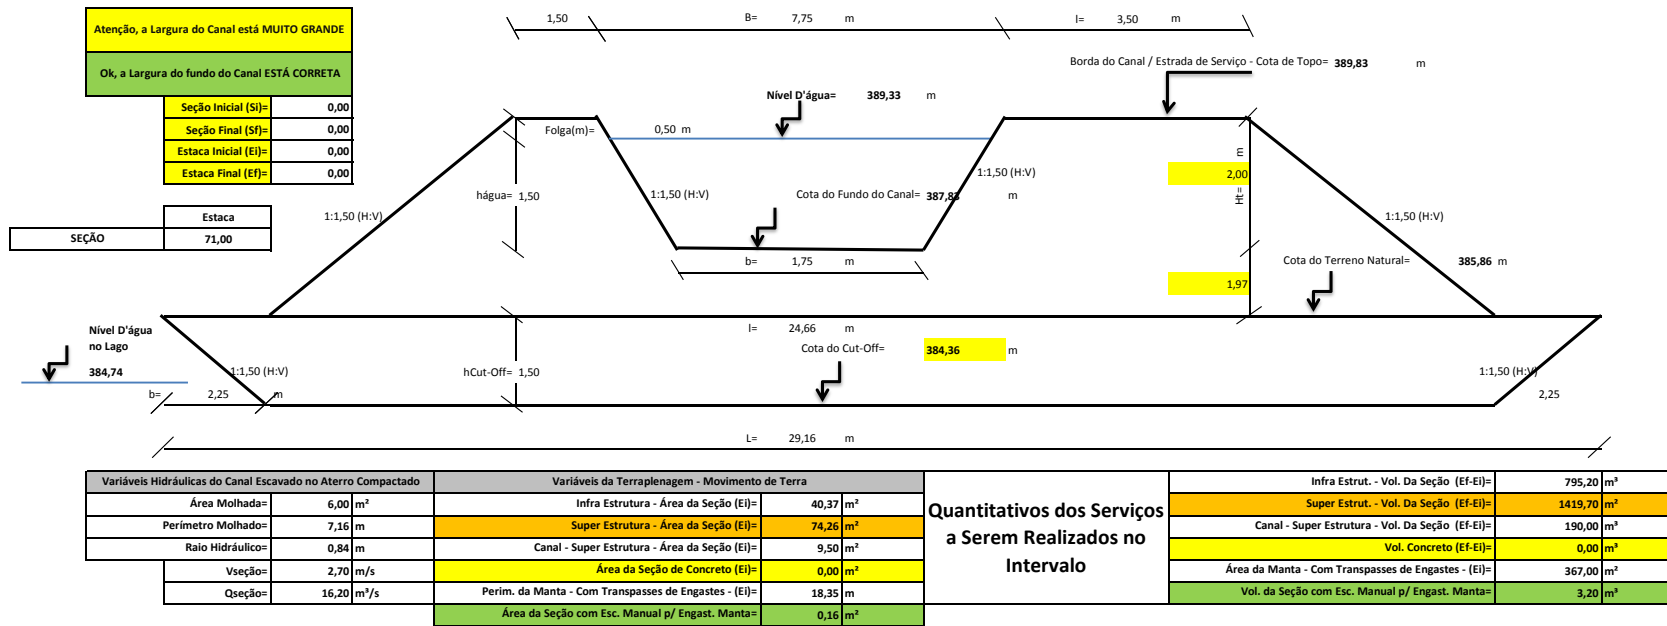 1,50
B= 7,75 m
l= 3,50 m
Atenção, a Largura do Canal está MUITO GRANDE
Ok, a Largura do fundo do Canal ESTÁ CORRETA
Borda do Canal / Estrada de Serviço - Cota de Topo= 389,83 m
Nível D'água= 389,33 m
Seção Inicial (Si)= 0,00
Seção Final (Sf)= 0,00
Estaca Inicial (Ei)= 0,00
Estaca Final (Ef)= 0,00
Folga(m)= 0,50 m
hágua= 1,50
1:1,50 (H:V)
Cota do Fundo do Canal= 387,83 m
1:1,50 (H:V)
2,00
Ht= m
1:1,50 (H:V)
1:1,50 (H:V)
Estaca
SEÇÃO 71,00
b= 1,75 m
Cota do Terreno Natural= 385,86 m
1,97
Nível D'água
no Lago
384,74
l= 24,66 m
Cota do Cut-Off= 384,36 m
1:1,50 (H:V)
hCut-Off= 1,50
1:1,50 (H:V)
b= 2,25 m
2,25
L= 29,16 m
Variáveis Hidráulicas do Canal Escavado no Aterro Compactado
Área Molhada= 6,00 m²
Perímetro Molhado= 7,16 m
Raio Hidráulico= 0,84 m
Vseção= 2,70 m/s
Qseção= 16,20 m³/s
Variáveis da Terraplenagem - Movimento de Terra
Infra Estrutura - Área da Seção (Ei)= 40,37 m²
Super Estrutura - Área da Seção (Ei)= 74,26 m²
Canal - Super Estrutura - Área da Seção (Ei)= 9,50 m²
Área da Seção de Concreto (Ei)= 0,00 m²
Perim. da Manta - Com Transpasses de Engastes - (Ei)= 18,35 m
Área da Seção com Esc. Manual p/ Engast. Manta= 0,16 m²
Quantitativos dos Serviços
a Serem Realizados no
Intervalo
Infra Estrut. - Vol. Da Seção (Ef-Ei)= 795,20 m³
Super Estrut. - Vol. Da Seção (Ef-Ei)= 1419,70 m²
Canal - Super Estrutura - Vol. Da Seção (Ef-Ei)= 190,00 m³
Vol. Concreto (Ef-Ei)= 0,00 m³
Área da Manta - Com Transpasses de Engastes - (Ei)= 367,00 m²
Vol. da Seção com Esc. Manual p/ Engast. Manta= 3,20 m³